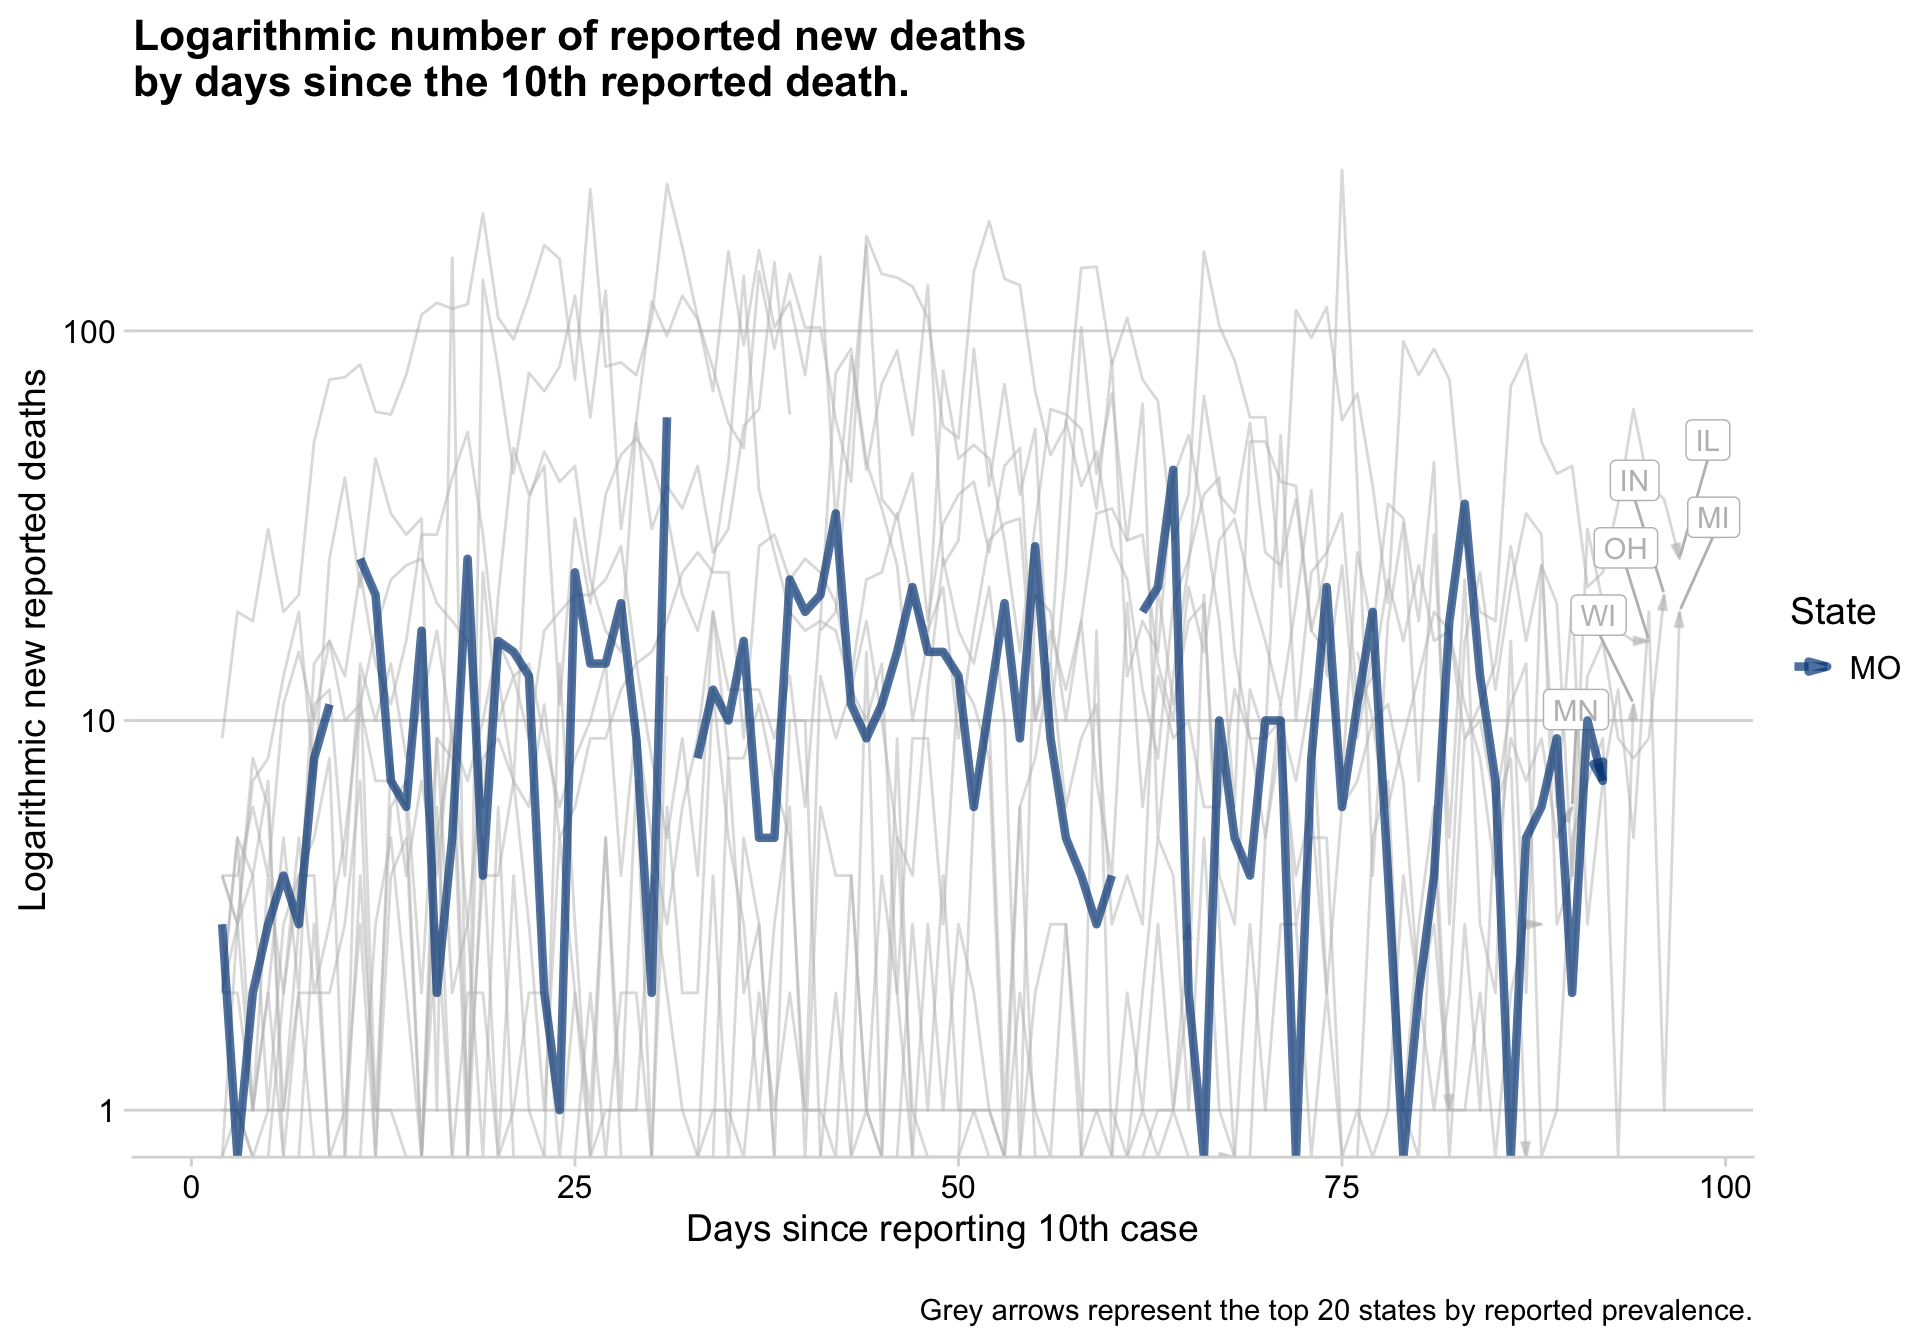 Logarithmic number of reported new deaths
by days since the 10th reported death.
Logarithmic new reported deaths
100
10
1
IL
IN
MI
OH
WI
MN
State
MO
0 25 50 75 100
Days since reporting 10th case
Grey arrows represent the top 20 states by reported prevalence.